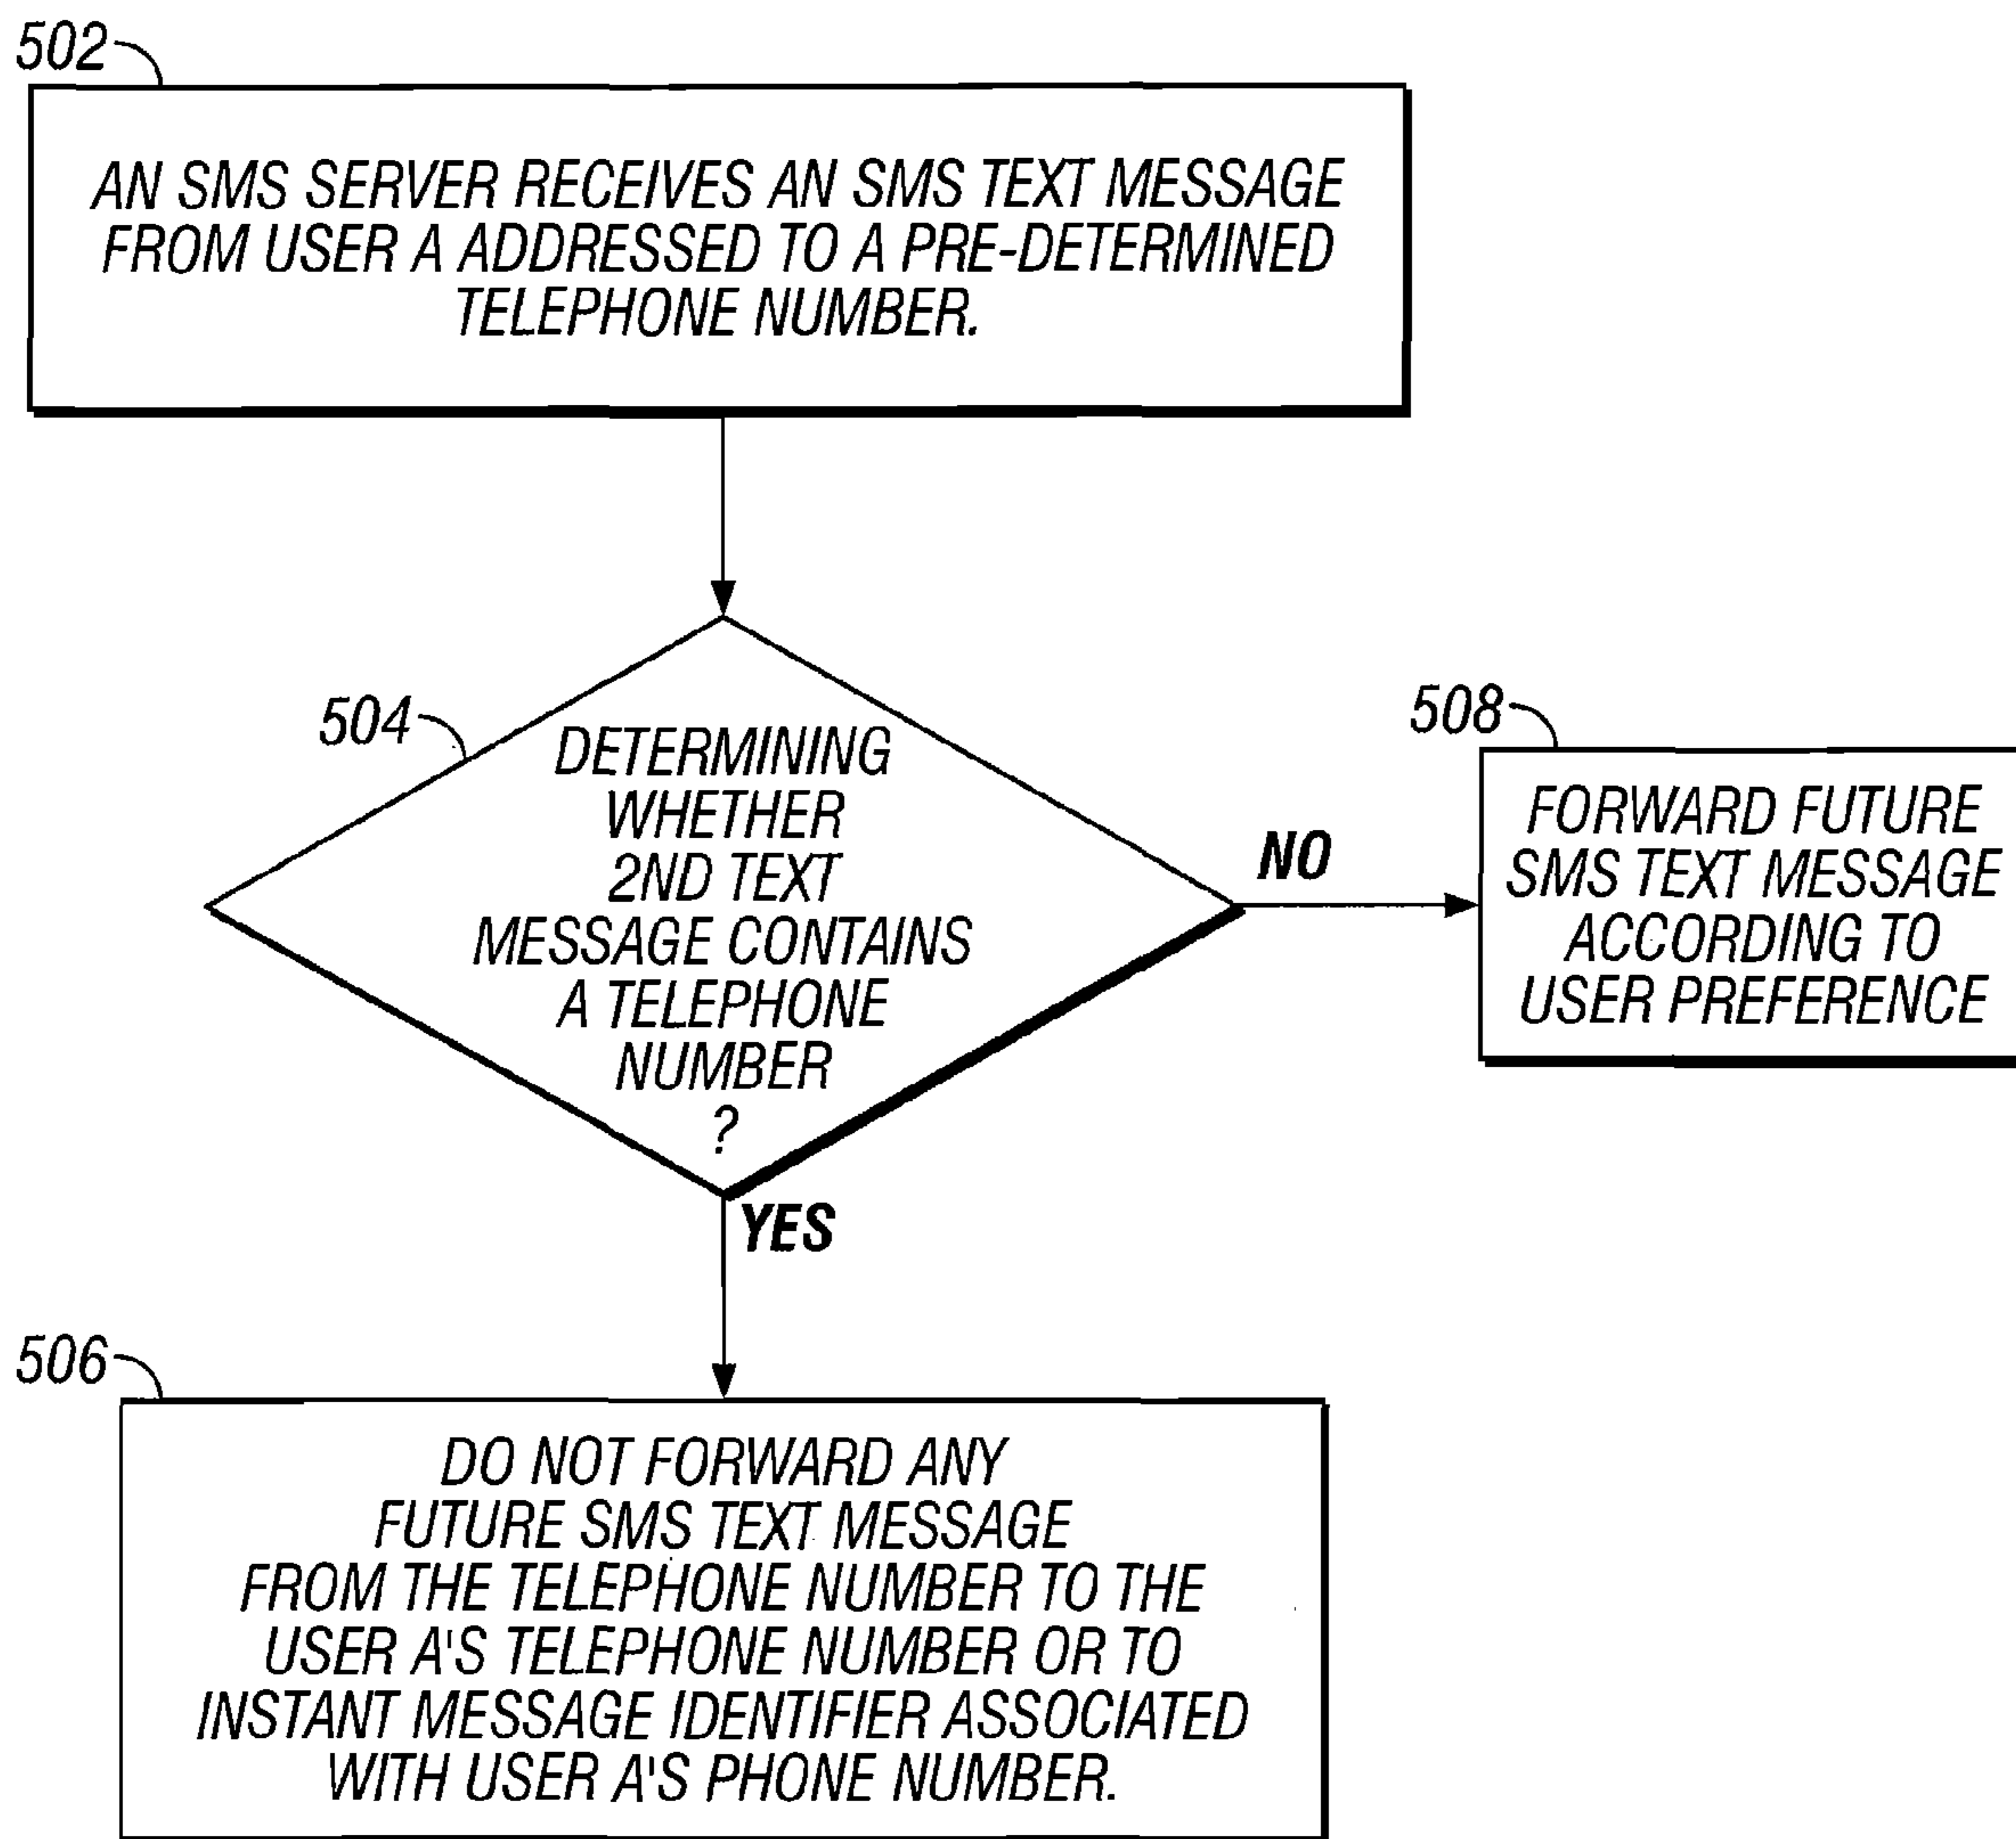 502
AN SMS SERVER RECEIVES AN SMS TEXT MESSAGE
FROM USER A ADDRESSED TO A PRE-DETERMINED
TELEPHONE NUMBER.
504
DETERMINING
WHETHER
2ND TEXT
MESSAGE CONTAINS
A TELEPHONE
NUMBER
?
NO
508
FORWARD FUTURE
SMS TEXT MESSAGE
ACCORDING TO
USER PREFERENCE
YES
506
DO NOT FORWARD ANY
FUTURE SMS TEXT MESSAGE
FROM THE TELEPHONE NUMBER TO THE
USER A'S TELEPHONE NUMBER OR TO
INSTANT MESSAGE IDENTIFIER ASSOCIATED
WITH USER A'S PHONE NUMBER.